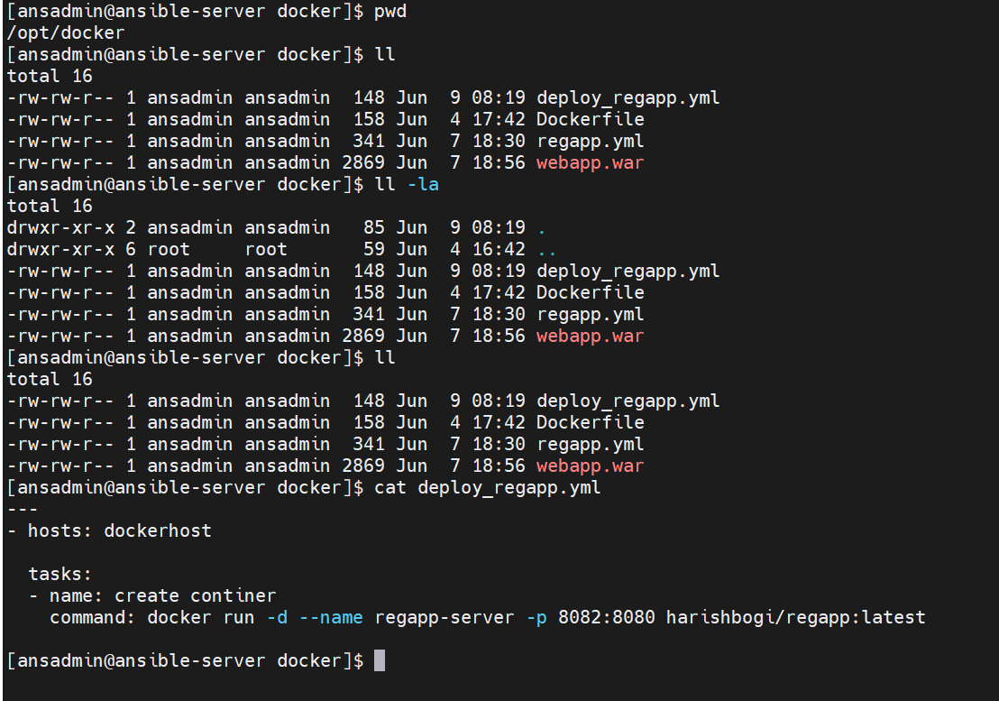 [ansadmin@ansible-server docker]$ pwd
/opt/docker
[ansadmin@ansible-server docker]$ ll
total 16
-rw-rw-r-- 1 ansadmin ansadmin  148 Jun  9 08:19 deploy_regapp.yml
-rw-rw-r-- 1 ansadmin ansadmin  158 Jun  4 17:42 Dockerfile
-rw-rw-r-- 1 ansadmin ansadmin  341 Jun  7 18:30 regapp.yml
-rw-rw-r-- 1 ansadmin ansadmin 2869 Jun  7 18:56 webapp.war
[ansadmin@ansible-server docker]$ ll -la
total 16
drwxr-xr-x 2 ansadmin ansadmin   85 Jun  9 08:19 .
drwxr-xr-x 6 root     root       59 Jun  4 16:42 ..
-rw-rw-r-- 1 ansadmin ansadmin  148 Jun  9 08:19 deploy_regapp.yml
-rw-rw-r-- 1 ansadmin ansadmin  158 Jun  4 17:42 Dockerfile
-rw-rw-r-- 1 ansadmin ansadmin  341 Jun  7 18:30 regapp.yml
-rw-rw-r-- 1 ansadmin ansadmin 2869 Jun  7 18:56 webapp.war
[ansadmin@ansible-server docker]$ ll
total 16
-rw-rw-r-- 1 ansadmin ansadmin  148 Jun  9 08:19 deploy_regapp.yml
-rw-rw-r-- 1 ansadmin ansadmin  158 Jun  4 17:42 Dockerfile
-rw-rw-r-- 1 ansadmin ansadmin  341 Jun  7 18:30 regapp.yml
-rw-rw-r-- 1 ansadmin ansadmin 2869 Jun  7 18:56 webapp.war
[ansadmin@ansible-server docker]$ cat deploy_regapp.yml
---
- hosts: dockerhost

  tasks:
  - name: create continer
    command: docker run -d --name regapp-server -p 8082:8080 harishbogi/regapp:latest

[ansadmin@ansible-server docker]$